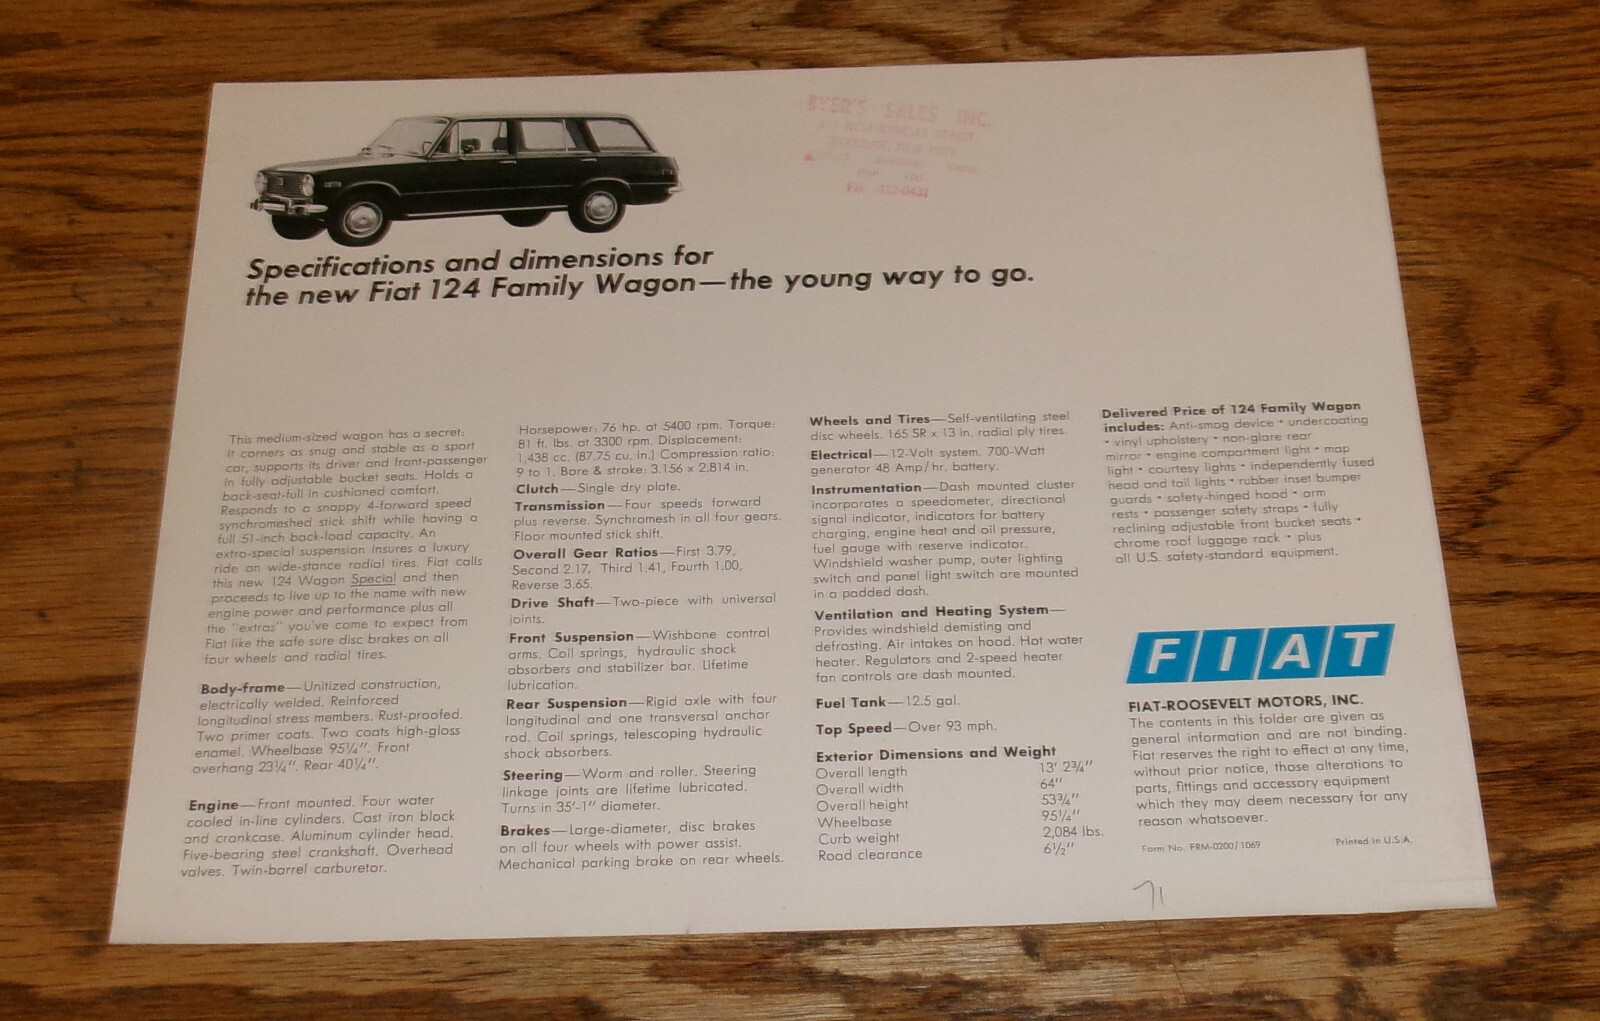 BYER'S SALES INC.
Specifications and dimensions for
the new Fiat 124 Family Wagon—the young way to go.
This medium-sized wagon has a secret:
it corners as snug and stable as a sport
car, supports its driver and front-passenger
in fully adjustable bucket seats. Holds a
back-seat-full in cushioned comfort.
Responds to a snappy 4-forward speed
synchromeshed stick shift while having a
full 51-inch back-load capacity. An
extra-special suspension insures a luxury
ride on wide-stance radial tires. Fiat calls
this new 124 Wagon Special and then
proceeds to live up to the name with new
engine power and performance plus all
the "extras" you've come to expect from
Fiat like the safe sure disc brakes on all
four wheels and radial tires.
Body-frame—Unitized construction,
electrically welded. Reinforced
longitudinal stress members. Rust-proofed.
Two primer coats. Two coats high-gloss
enamel. Wheelbase 95¼". Front
overhang 23¼". Rear 40¼".
Engine—Front mounted. Four water
cooled in-line cylinders. Cast iron block
and crankcase. Aluminum cylinder head.
Five-bearing steel crankshaft. Overhead
valves. Twin-barrel carburetor.
Horsepower: 76 hp. at 5400 rpm. Torque:
81 ft. lbs. at 3300 rpm. Displacement:
1,438 cc. (87.75 cu. in.) Compression ratio:
9 to 1. Bore & stroke: 3.156 x 2.814 in.
Clutch—Single dry plate.
Transmission—Four speeds forward
plus reverse. Synchromesh in all four gears.
Floor mounted stick shift.
Overall Gear Ratios—First 3.79,
Second 2.17, Third 1.41, Fourth 1.00,
Reverse 3.65.
Drive Shaft—Two-piece with universal
joints.
Front Suspension—Wishbone control
arms. Coil springs, hydraulic shock
absorbers and stabilizer bar. Lifetime
lubrication.
Rear Suspension—Rigid axle with four
longitudinal and one transversal anchor
rod. Coil springs, telescoping hydraulic
shock absorbers.
Steering—Worm and roller. Steering
linkage joints are lifetime lubricated.
Turns in 35'-1" diameter.
Brakes—Large-diameter, disc brakes
on all four wheels with power assist.
Mechanical parking brake on rear wheels.
Wheels and Tires—Self-ventilating steel
disc wheels. 165 SR x 13 in. radial ply tires.
Electrical—12-Volt system. 700-Watt
generator 48 Amp/hr. battery.
Instrumentation—Dash mounted cluster
incorporates a speedometer, directional
signal indicator, indicators for battery
charging, engine heat and oil pressure,
fuel gauge with reserve indicator.
Windshield washer pump, outer lighting
switch and panel light switch are mounted
in a padded dash.
Ventilation and Heating System—
Provides windshield demisting and
defrosting. Air intakes on hood. Hot water
heater. Regulators and 2-speed heater
fan controls are dash mounted.
Fuel Tank—12.5 gal.
Top Speed—Over 93 mph.
Exterior Dimensions and Weight
Overall length 13' 2¾"
Overall width 64"
Overall height 53¾"
Wheelbase 95¼"
Curb weight 2,084 lbs.
Road clearance 6½"
Delivered Price of 124 Family Wagon
includes: Anti-smog device • undercoating
• vinyl upholstery • non-glare rear
mirror • engine compartment light • map
light • courtesy lights • independently fused
head and tail lights • rubber inset bumper
guards • safety-hinged hood • arm
rests • passenger safety straps • fully
reclining adjustable front bucket seats •
chrome roof luggage rack • plus
all U.S. safety-standard equipment.
FIAT
FIAT-ROOSEVELT MOTORS, INC.
The contents in this folder are given as
general information and are not binding.
Fiat reserves the right to effect at any time,
without prior notice, those alterations to
parts, fittings and accessory equipment
which they may deem necessary for any
reason whatsoever.
Form No. FRM-0200/1069 Printed in U.S.A.
71